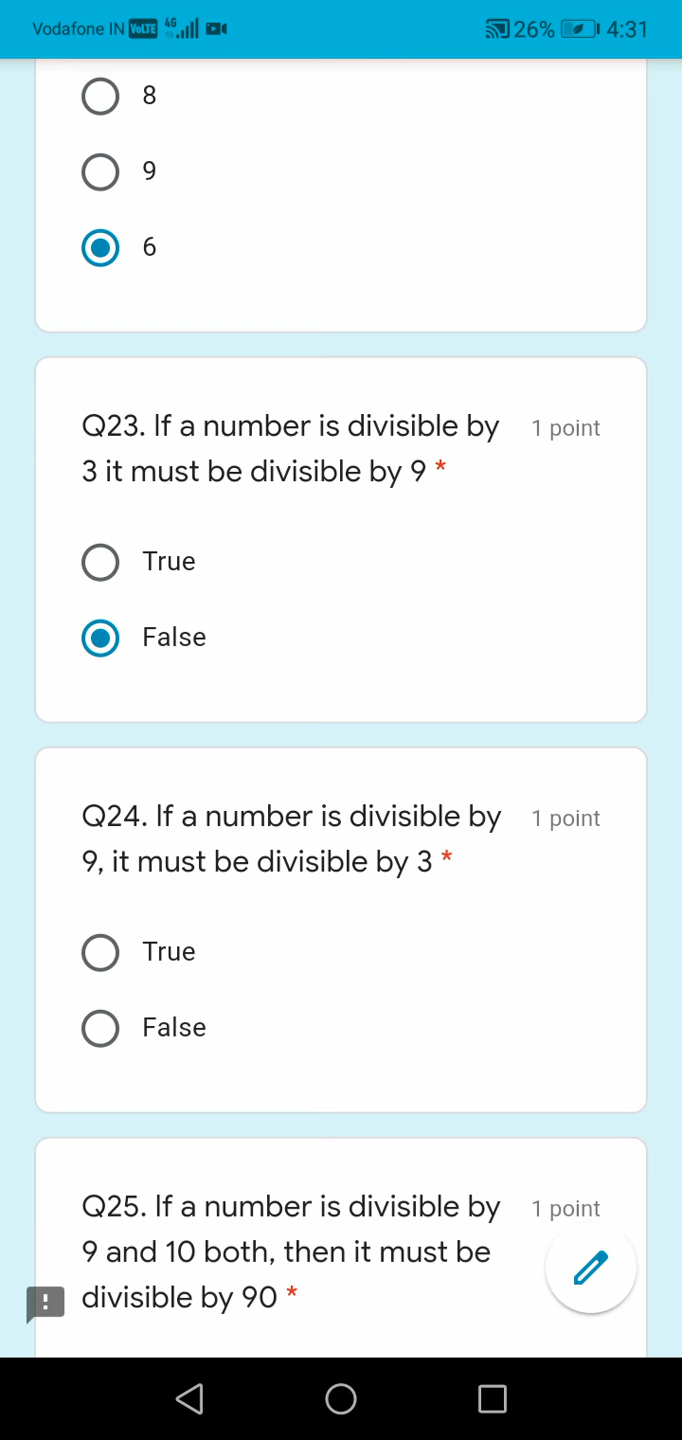 Vodafone IN VoLTE 4G 26% 4:31
8
9
6
Q23. If a number is divisible by 1 point
3 it must be divisible by 9 *
True
False
Q24. If a number is divisible by 1 point
9, it must be divisible by 3 *
True
False
Q25. If a number is divisible by 1 point
9 and 10 both, then it must be
divisible by 90 *